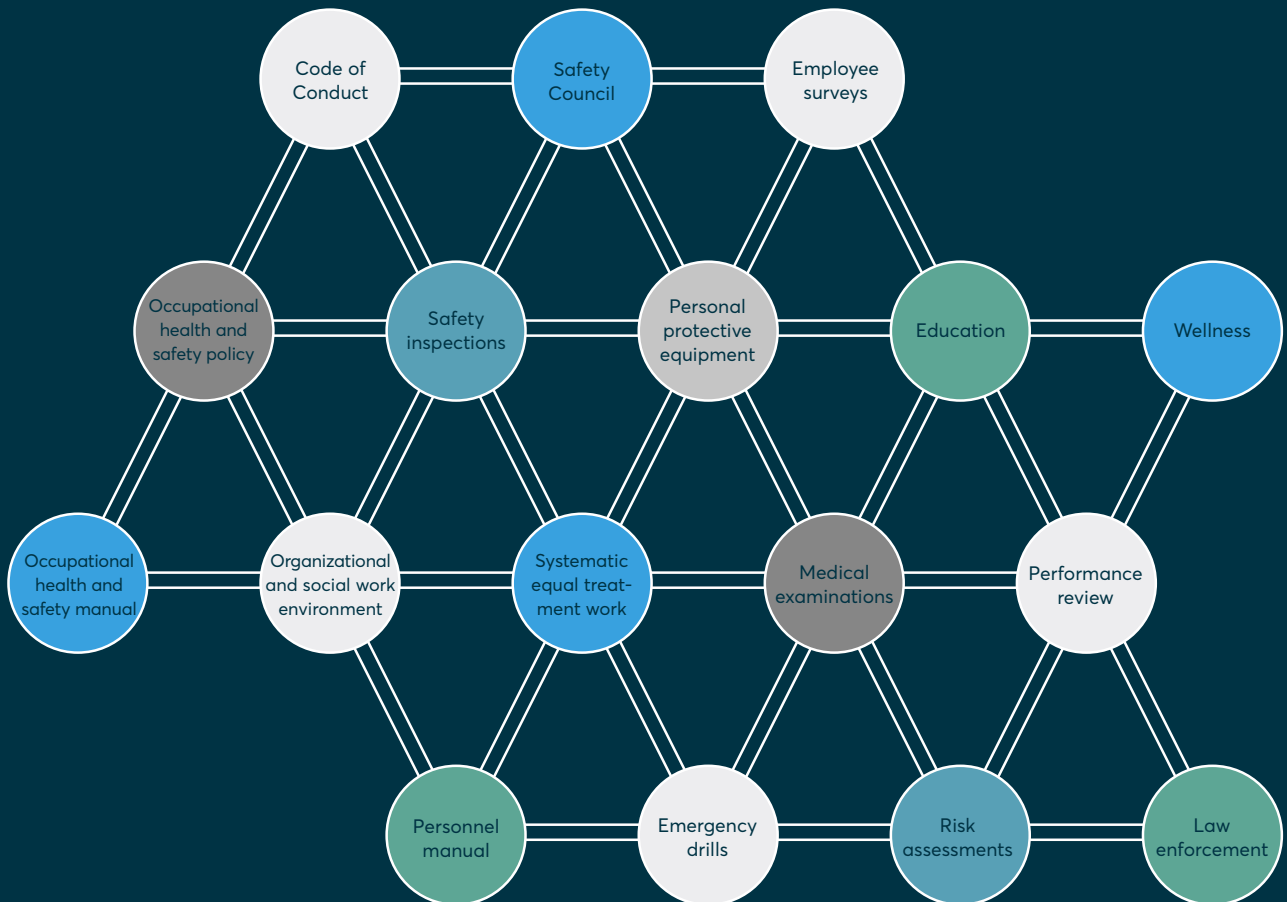 Code of
Conduct
Safety
Council
Employee
surveys
Occupational
health and
safety policy
Safety
inspections
Personal
protective
equipment
Education
Wellness
Occupational
health and
safety manual
Organizational
and social work
environment
Systematic
equal treat-
ment work
Medical
examinations
Performance
review
Personnel
manual
Emergency
drills
Risk
assessments
Law
enforcement